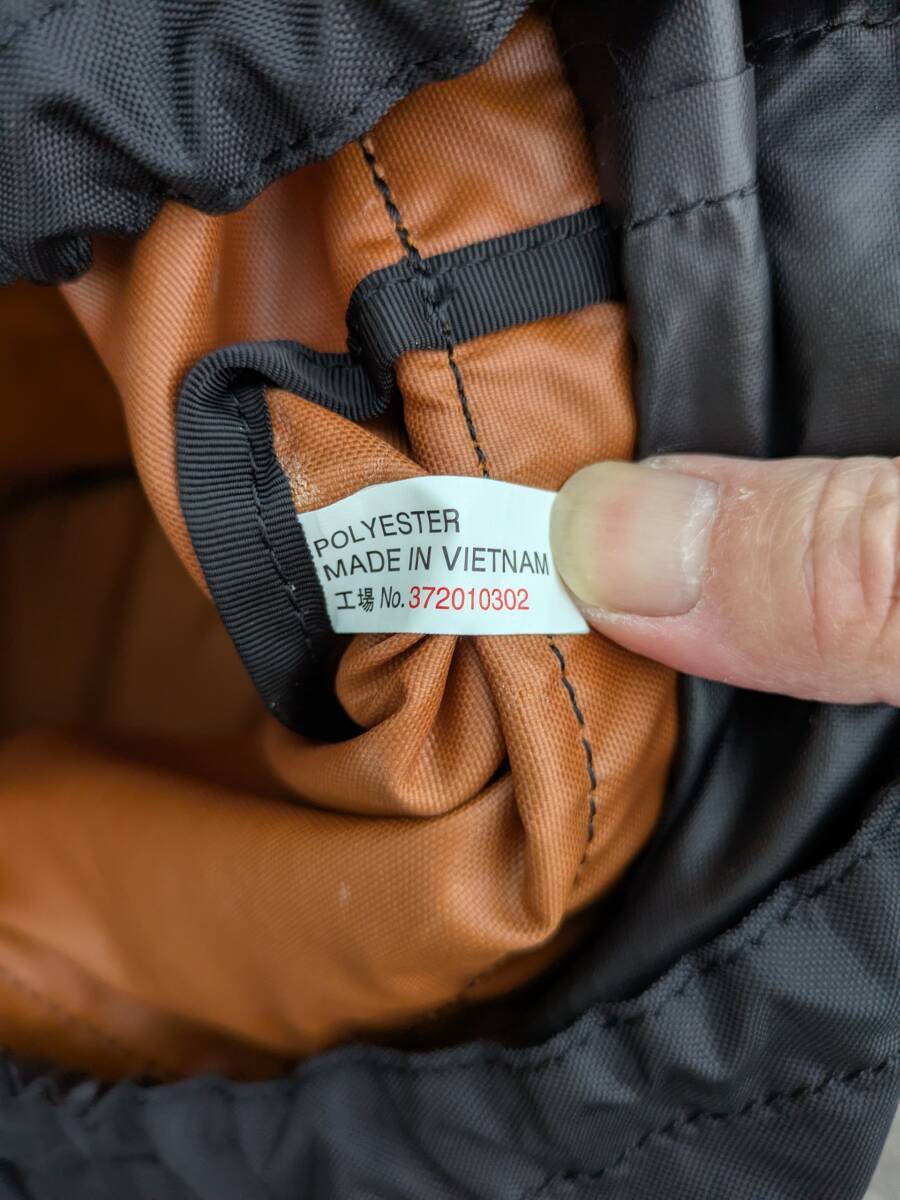 POLYESTER
MADE IN VIETNAM
工場 No.372010302